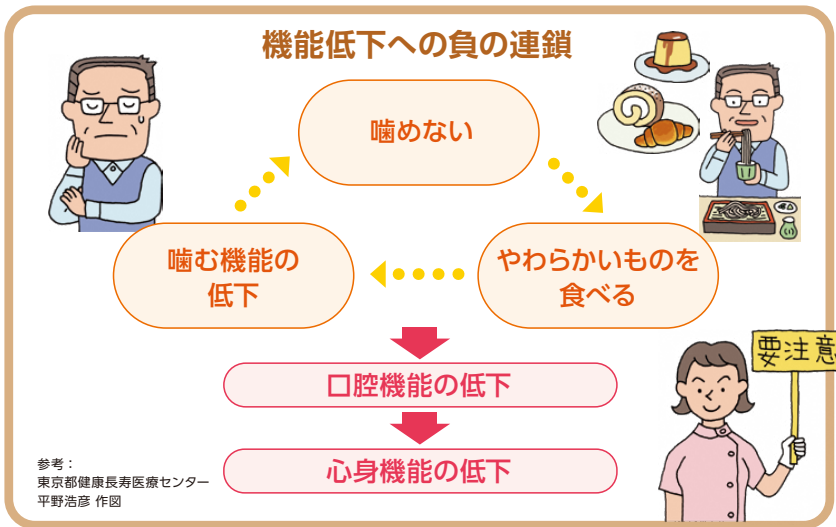 機能低下への負の連鎖
噛めない
やわらかいものを
食べる
噛む機能の
低下
口腔機能の低下
心身機能の低下
要注意
参考：
東京都健康長寿医療センター
平野浩彦 作図